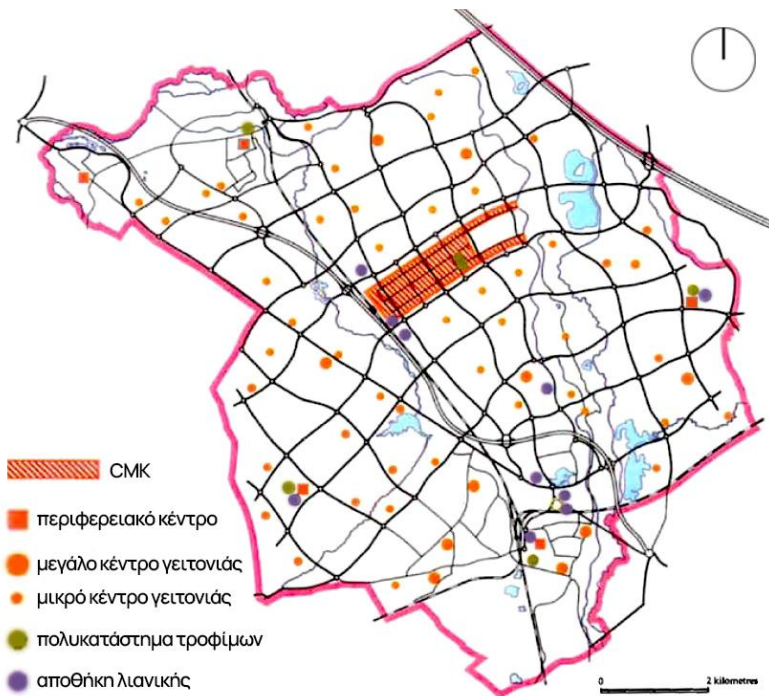 CMK
περιφερειακό κέντρο
μεγάλο κέντρο γειτονιάς
μικρό κέντρο γειτονιάς
πολυκατάστημα τροφίμων
αποθήκη λιανικής
0 2 kilometres